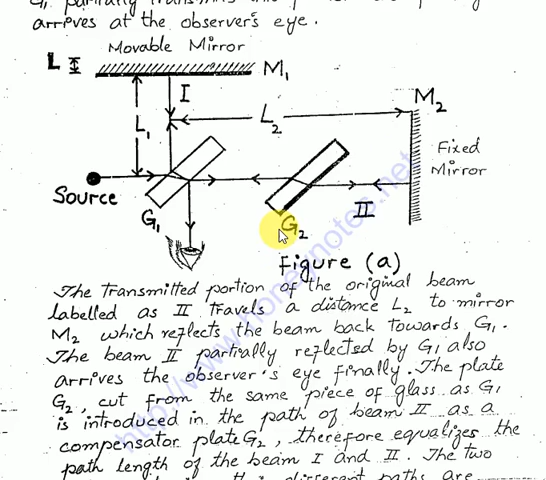 arrives at the observer's eye.
Movable Mirror
L
M1
I
L1
L2
M2
Fixed
Mirror
Source
G1
G2
II
Figure (a)
The transmitted portion of the original beam
labelled as II Travels a distance L2 to mirror
M2 which reflects the beam back towards G1.
The beam II partially reflected by G1 also
arrives the observer's eye finally. The plate
G2, cut from the same piece of glass as G1
is introduced in the path of beam II as a
compensator plate G2, therefore equalizes the
path length of the beam I and II. The two
different paths are